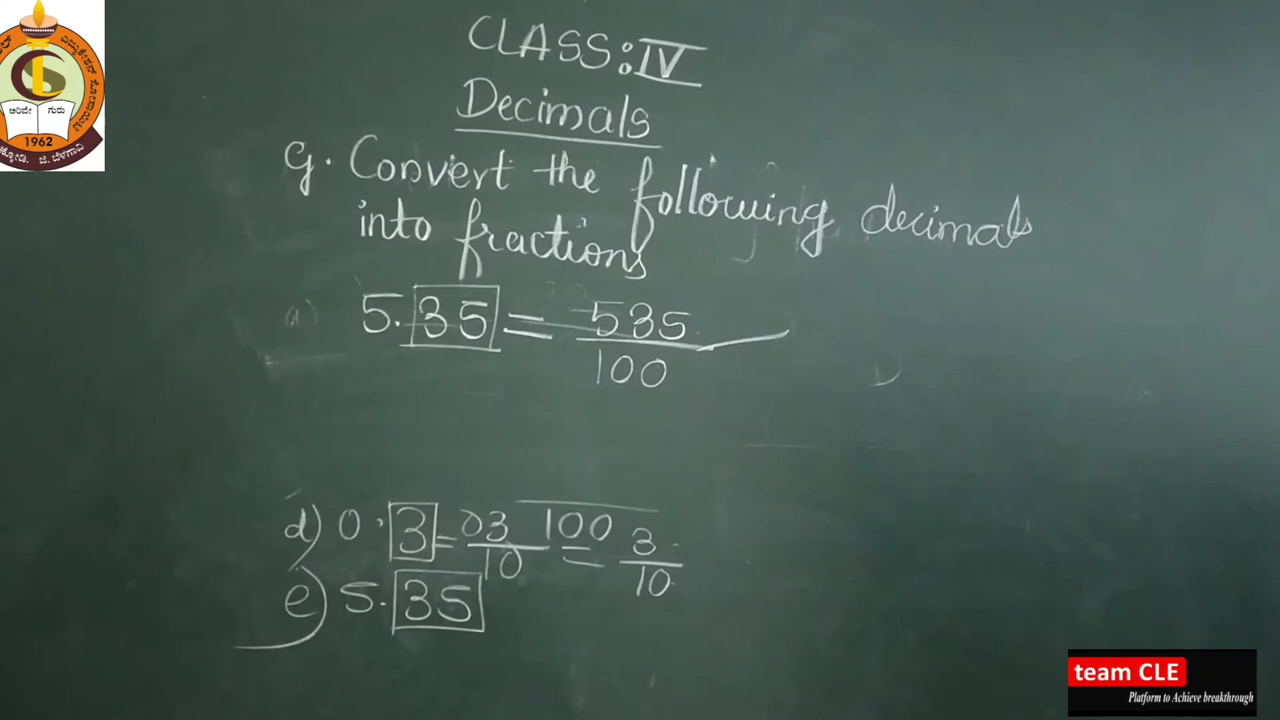 ಅರಿವೇ ಗುರು
1962
CLASS: IV
Decimals
g. Convert the following decimals
into fractions
a) 5.35 = 535
100
d) 0.3 = 03 100 = 3
10 10
e) 5.35
team CLE
Platform to Achieve breakthrough